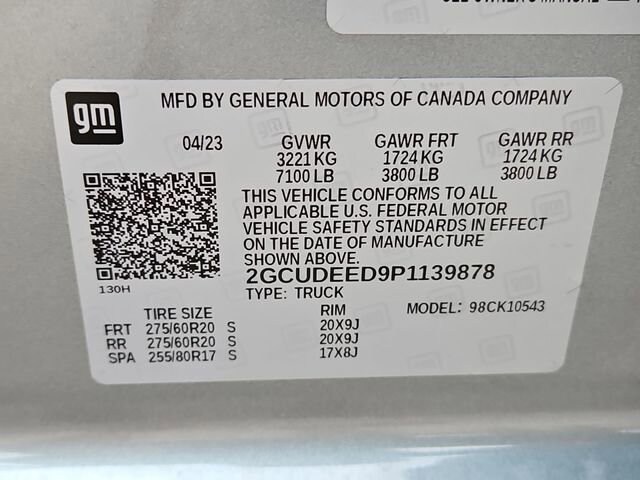 gm
MFD BY GENERAL MOTORS OF CANADA COMPANY
04/23 GVWR GAWR FRT GAWR RR
3221 KG 1724 KG 1724 KG
7100 LB 3800 LB 3800 LB
THIS VEHICLE CONFORMS TO ALL
APPLICABLE U.S. FEDERAL MOTOR
VEHICLE SAFETY STANDARDS IN EFFECT
ON THE DATE OF MANUFACTURE
SHOWN ABOVE.
130H
2GCUDEED9P1139878
TYPE: TRUCK
MODEL: 98CK10543
TIRE SIZE RIM
FRT 275/60R20 S 20X9J
RR 275/60R20 S 20X9J
SPA 255/80R17 S 17X8J